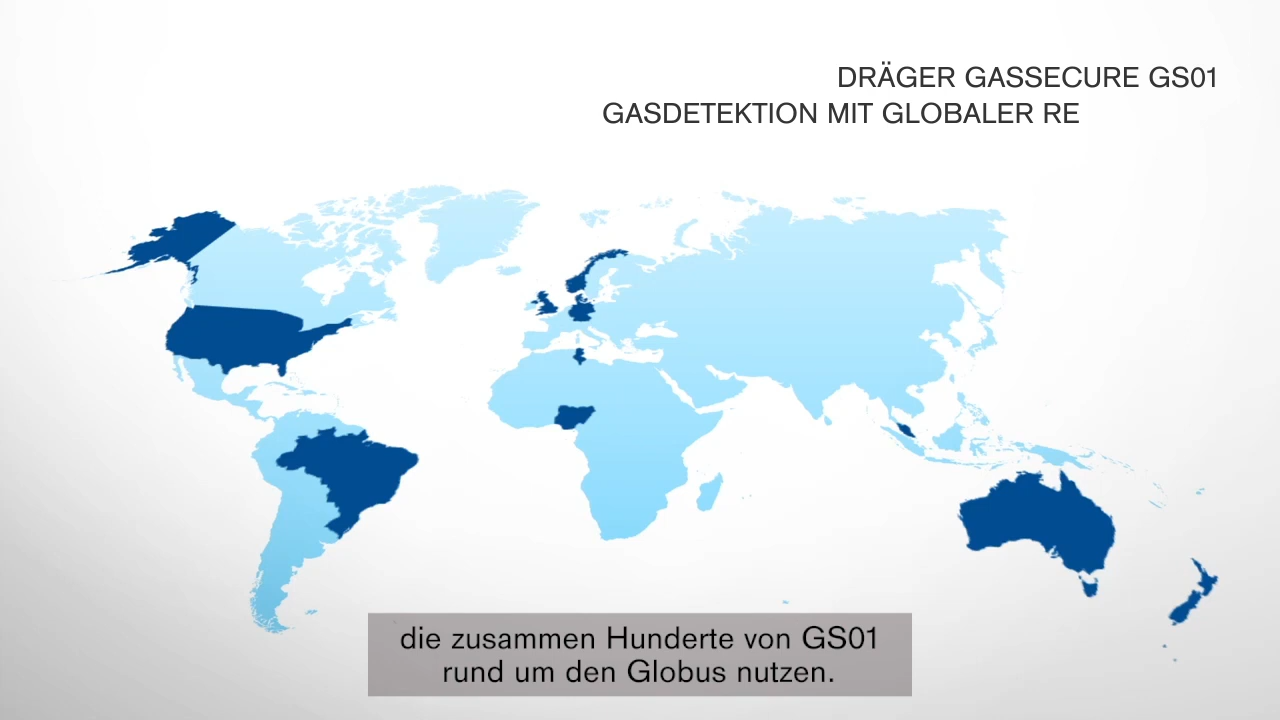 DRÄGER GASSECURE GS01
GASDETEKTION MIT GLOBALER RE
die zusammen Hunderte von GS01
rund um den Globus nutzen.